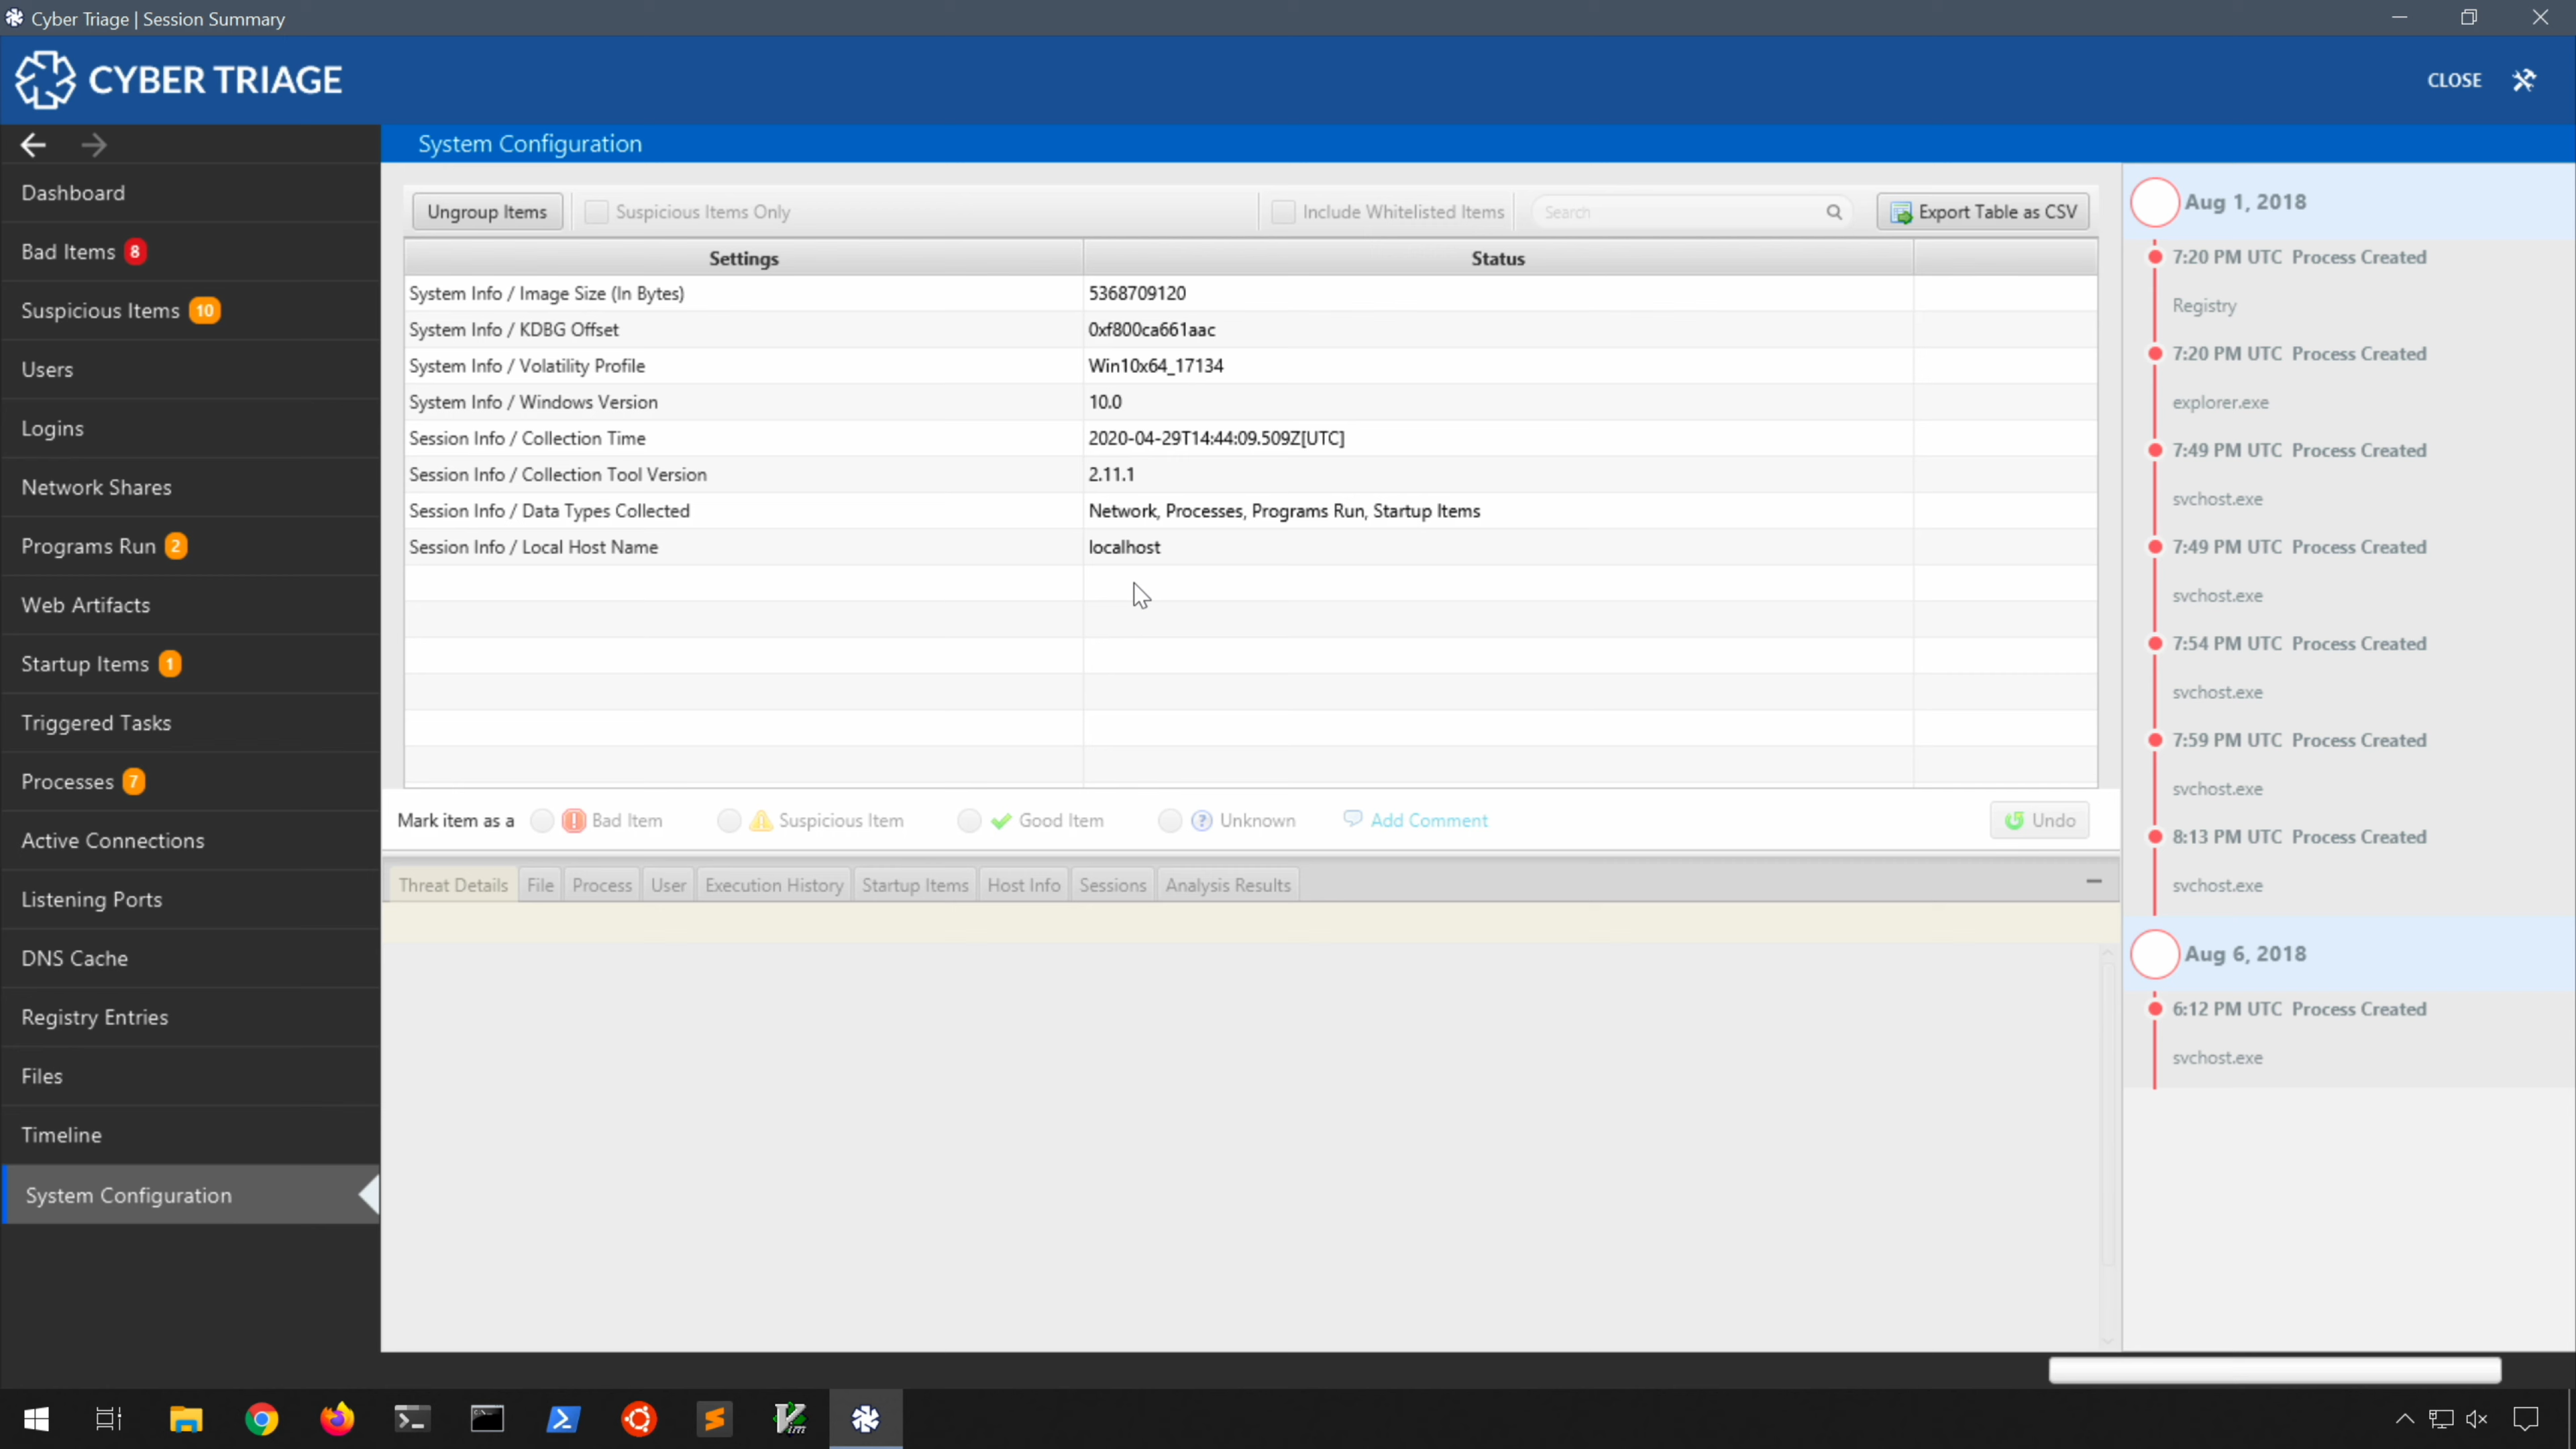 Cyber Triage | Session Summary
CYBER TRIAGE
CLOSE
System Configuration
Dashboard
Bad Items 8
Suspicious Items 10
Users
Logins
Network Shares
Programs Run 2
Web Artifacts
Startup Items 1
Triggered Tasks
Processes 7
Active Connections
Listening Ports
DNS Cache
Registry Entries
Files
Timeline
System Configuration
Ungroup Items Suspicious Items Only Include Whitelisted Items Search Export Table as CSV
Settings Status
System Info / Image Size (In Bytes) 5368709120
System Info / KDBG Offset 0xf800ca661aac
System Info / Volatility Profile Win10x64_17134
System Info / Windows Version 10.0
Session Info / Collection Time 2020-04-29T14:44:09.509Z[UTC]
Session Info / Collection Tool Version 2.11.1
Session Info / Data Types Collected Network, Processes, Programs Run, Startup Items
Session Info / Local Host Name localhost
Mark item as a Bad Item Suspicious Item Good Item Unknown Add Comment Undo
Threat Details File Process User Execution History Startup Items Host Info Sessions Analysis Results
Aug 1, 2018
7:20 PM UTC Process Created
Registry
7:20 PM UTC Process Created
explorer.exe
7:49 PM UTC Process Created
svchost.exe
7:49 PM UTC Process Created
svchost.exe
7:54 PM UTC Process Created
svchost.exe
7:59 PM UTC Process Created
svchost.exe
8:13 PM UTC Process Created
svchost.exe
Aug 6, 2018
6:12 PM UTC Process Created
svchost.exe